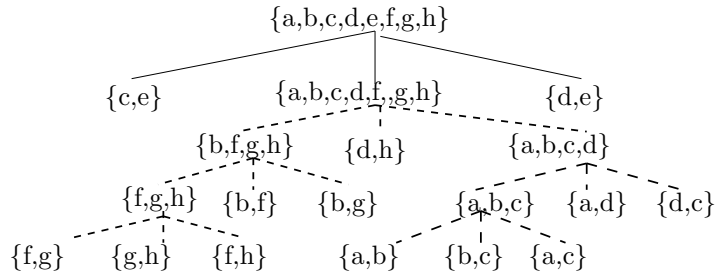 {a,b,c,d,e,f,g,h}
{c,e} {a,b,c,d,f,,g,h} {d,e}
{b,f,g,h} {d,h} {a,b,c,d}
{f,g,h} {b,f} {b,g} {a,b,c} {a,d} {d,c}
{f,g} {g,h} {f,h} {a,b} {b,c} {a,c}